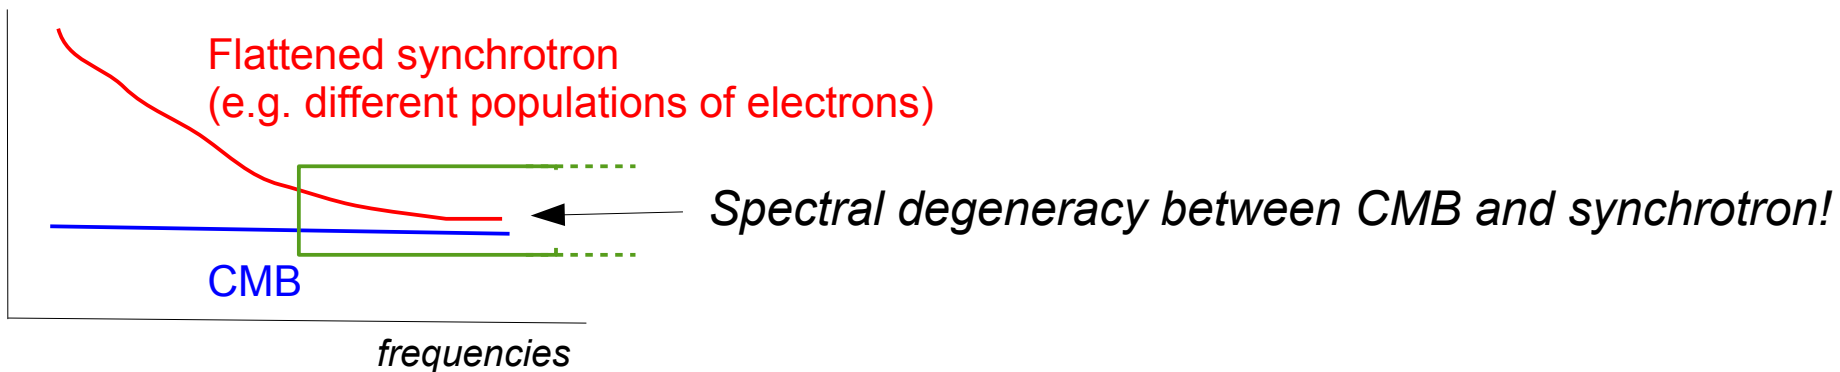 Flattened synchrotron
(e.g. different populations of electrons)
Spectral degeneracy between CMB and synchrotron!
CMB
frequencies